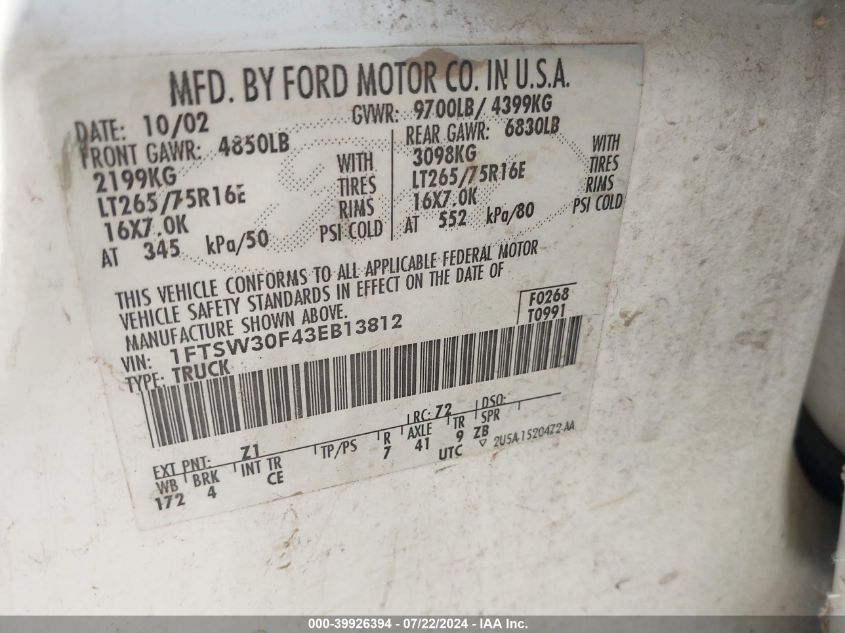 MFD. BY FORD MOTOR CO. IN U.S.A.
DATE: 10/02 GVWR: 9700LB/ 4399KG
FRONT GAWR: 4850LB REAR GAWR: 6830LB
2199KG WITH 3098KG WITH
LT265/75R16E TIRES LT265/75R16E TIRES
16X7.0K RIMS 16X7.0K RIMS
AT 345 kPa/50 PSI COLD AT 552 kPa/80 PSI COLD
THIS VEHICLE CONFORMS TO ALL APPLICABLE FEDERAL MOTOR
VEHICLE SAFETY STANDARDS IN EFFECT ON THE DATE OF
MANUFACTURE SHOWN ABOVE.
F0268
T0991
VIN: 1FTSW30F43EB13812
TYPE: TRUCK
EXT PNT: Z1 RC: 72 DSO:
WB BRK INT TR TP/PS R AXLE TR SPR
172 4 CE 7 41 9 ZB
UTC ▽ 2U5A-1520472-AA
000-39926394 - 07/22/2024 - IAA Inc.